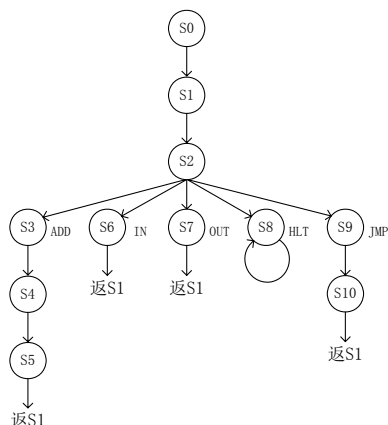 S0
S1
S2
S3 ADD S6 IN S7 OUT S8 HLT S9 JMP
返S1 返S1
S4 S10
返S1
S5
返S1